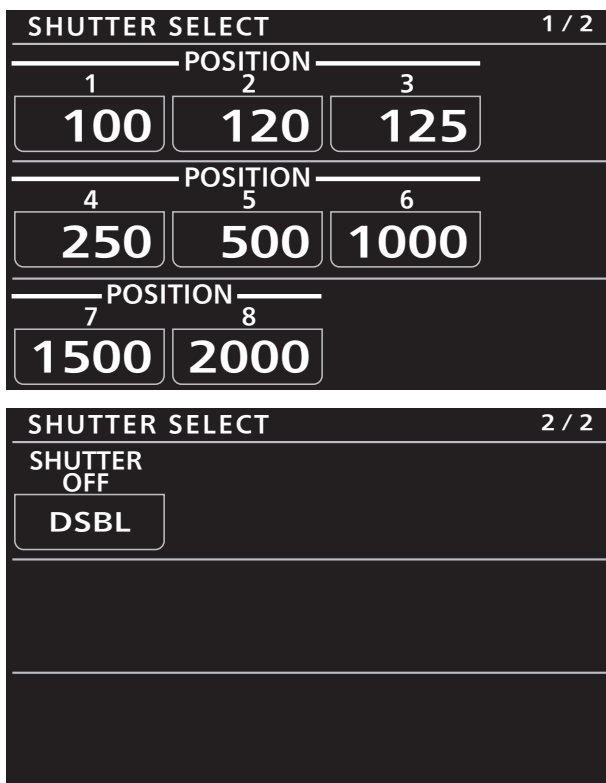 SHUTTER SELECT 1/2
POSITION
1 2 3
100 120 125
POSITION
4 5 6
250 500 1000
POSITION
7 8
1500 2000
SHUTTER SELECT 2/2
SHUTTER
OFF
DSBL